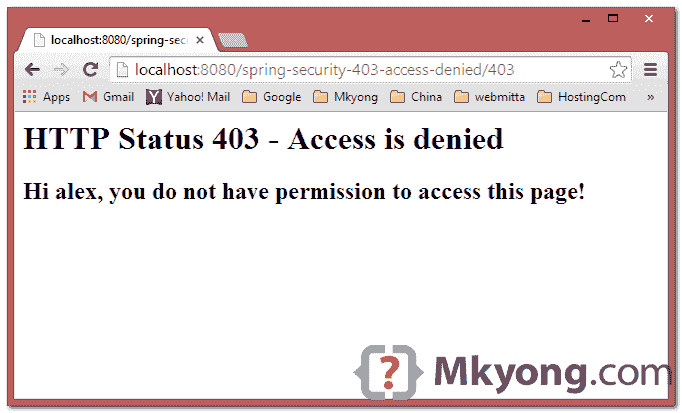 localhost:8080/spring-sec
localhost:8080/spring-security-403-access-denied/403
Apps Gmail Yahoo! Mail Google Mkyong China webmitta HostingCom »
HTTP Status 403 - Access is denied
Hi alex, you do not have permission to access this page!
{?} Mkyong.com